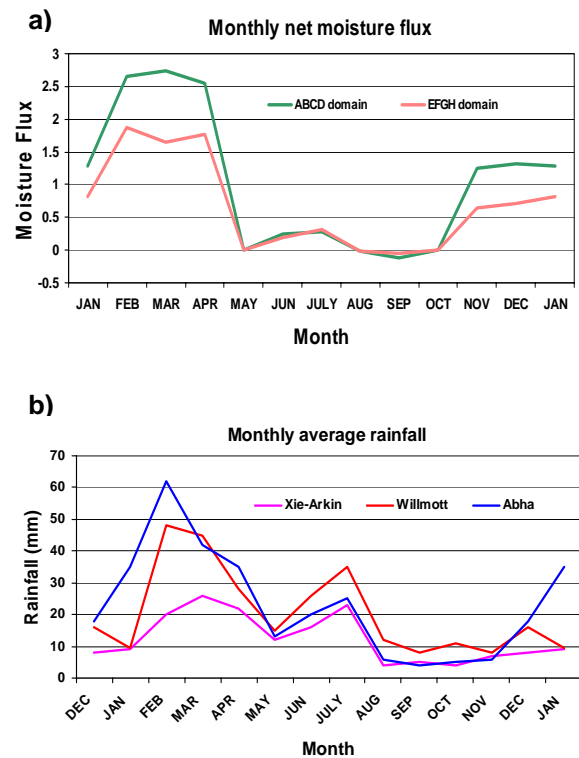 a)
Monthly net moisture flux
3
2.5
2
1.5
1
0.5
0
-0.5
Moisture Flux
ABCD domain EFGH domain
JAN FEB MAR APR MAY JUN JULY AUG SEP OCT NOV DEC JAN
Month
b)
Monthly average rainfall
70
60
50
40
30
20
10
0
Rainfall (mm)
Xie-Arkin Willmott Abha
DEC JAN FEB MAR APR MAY JUN JULY AUG SEP OCT NOV DEC JAN
Month